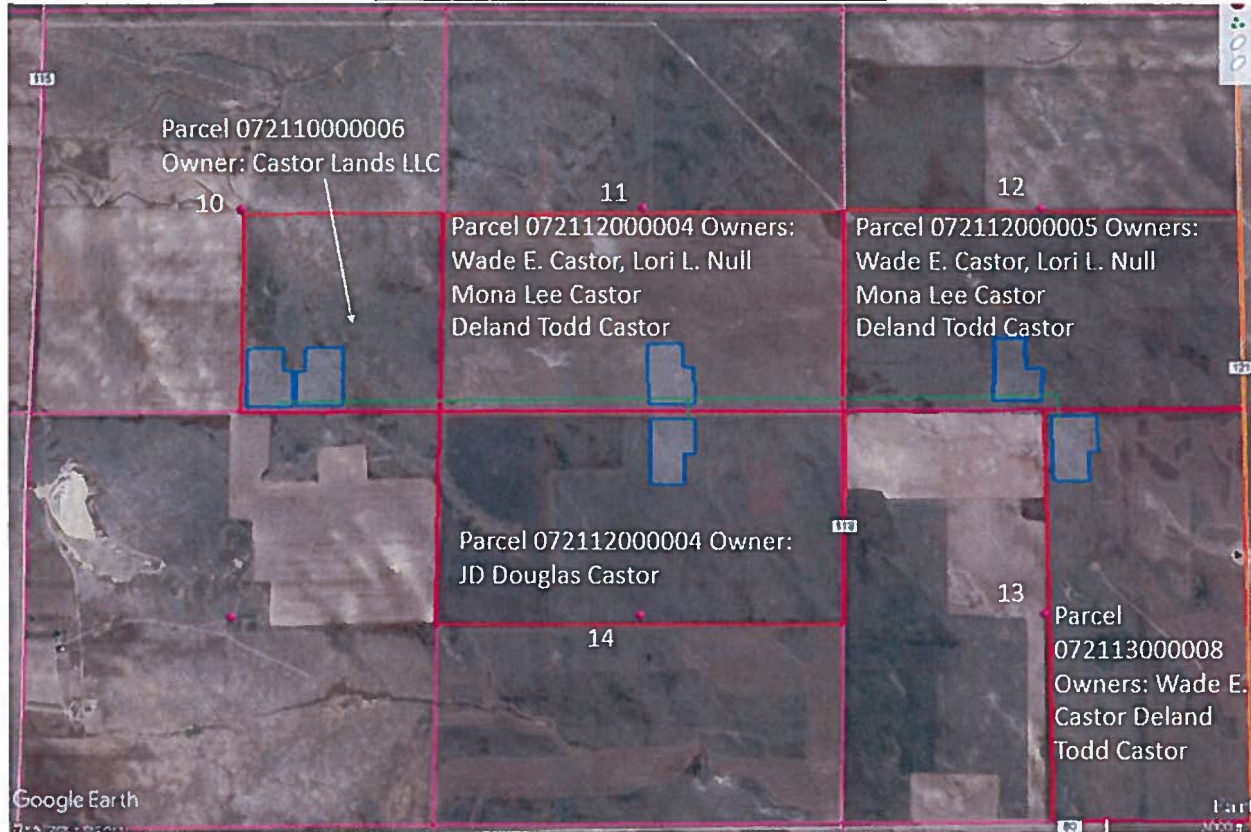 115
Parcel 072110000006
Owner: Castor Lands LLC
10
11
12
Parcel 072112000004 Owners:
Wade E. Castor, Lori L. Null
Mona Lee Castor
Deland Todd Castor
Parcel 072112000005 Owners:
Wade E. Castor, Lori L. Null
Mona Lee Castor
Deland Todd Castor
121
Parcel 072112000004 Owner:
JD Douglas Castor
14
13
Parcel
072113000008
Owners: Wade E.
Castor Deland
Todd Castor
Google Earth